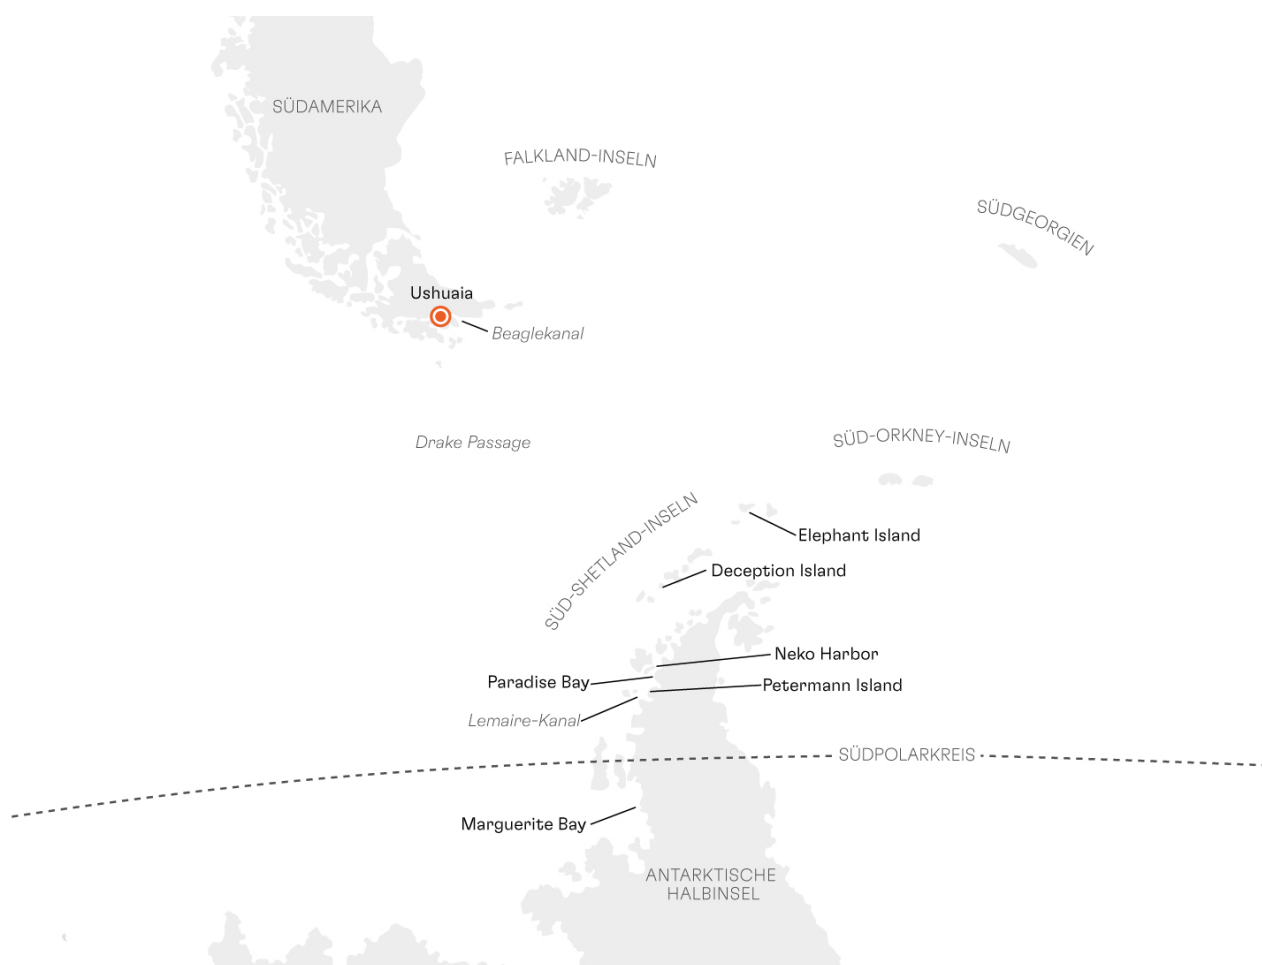 SÜDAMERIKA
FALKLAND-INSELN
SÜDGEORGIEN
Ushuaia
Beaglekanal
Drake Passage
SÜD-ORKNEY-INSELN
SÜD-SHETLAND-INSELN
Elephant Island
Deception Island
Neko Harbor
Paradise Bay
Petermann Island
Lemaire-Kanal
SÜDPOLARKREIS
Marguerite Bay
ANTARKTISCHE
HALBINSEL